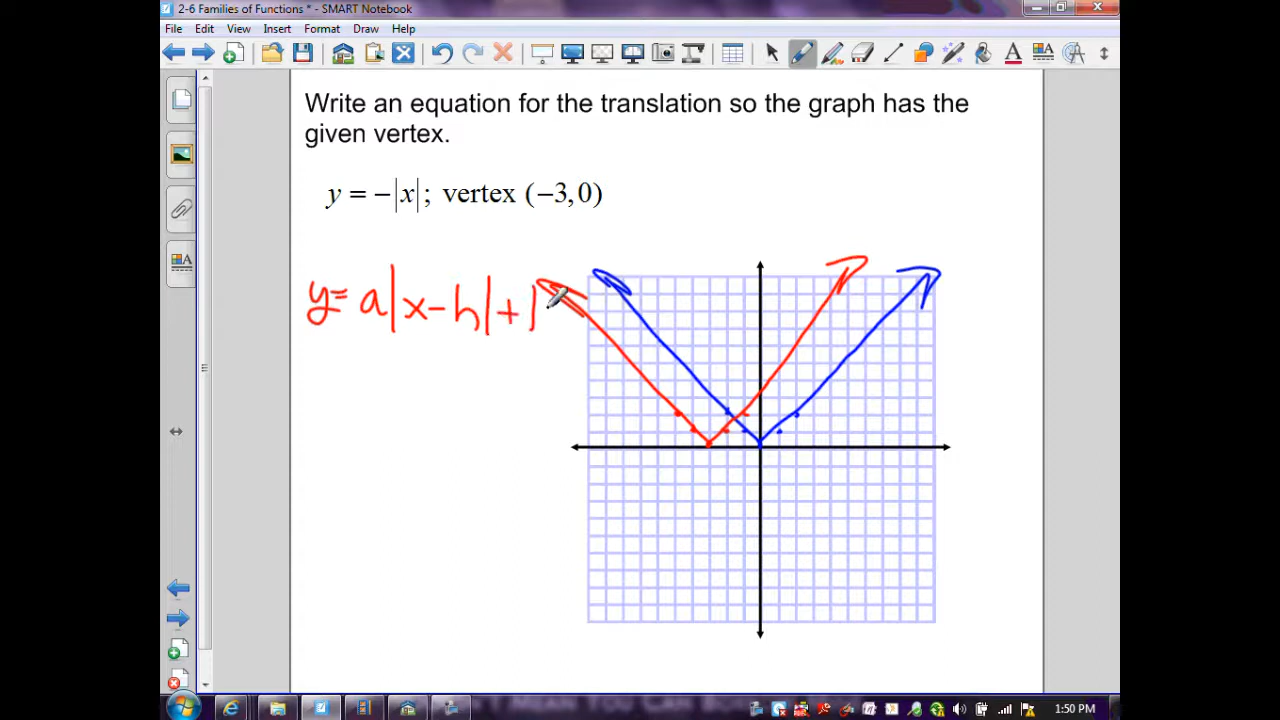 2-6 Families of Functions * - SMART Notebook
File Edit View Insert Format Draw Help
Write an equation for the translation so the graph has the
given vertex.
y = −|x|; vertex (−3,0)
y= a|x-h|+
1:50 PM